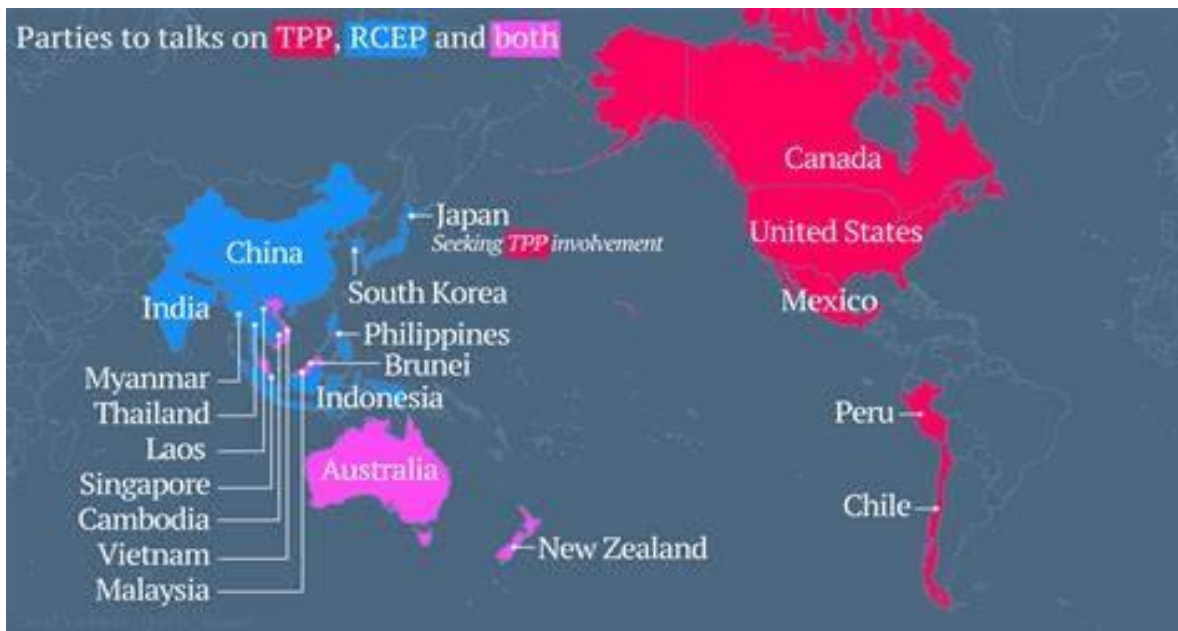 Parties to talks on TPP, RCEP and both
Canada
United States
Mexico
Japan
Seeking TPP involvement
China
South Korea
India
Philippines
Brunei
Myanmar
Indonesia
Thailand
Peru
Laos
Australia
Singapore
Chile
Cambodia
New Zealand
Vietnam
Malaysia